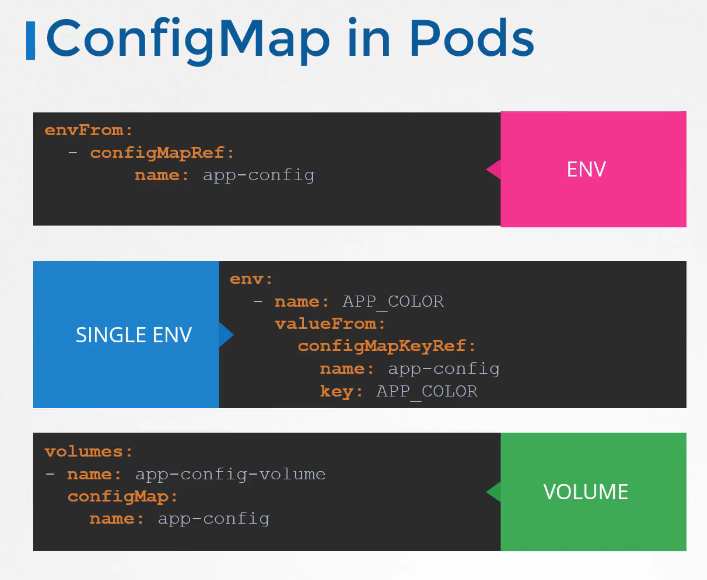 ConfigMap in Pods
envFrom:
- configMapRef:
name: app-config
ENV
SINGLE ENV
env:
- name: APP_COLOR
valueFrom:
configMapKeyRef:
name: app-config
key: APP_COLOR
volumes:
- name: app-config-volume
configMap:
name: app-config
VOLUME